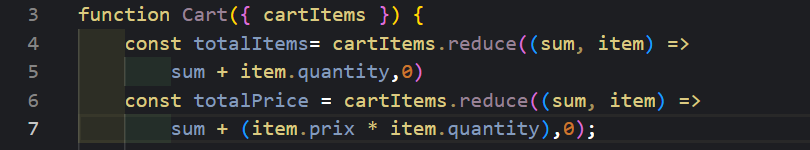 3 function Cart({ cartItems }) {
4     const totalItems= cartItems.reduce((sum, item) =>
5         sum + item.quantity,0)
6     const totalPrice = cartItems.reduce((sum, item) =>
7         sum + (item.prix * item.quantity),0);